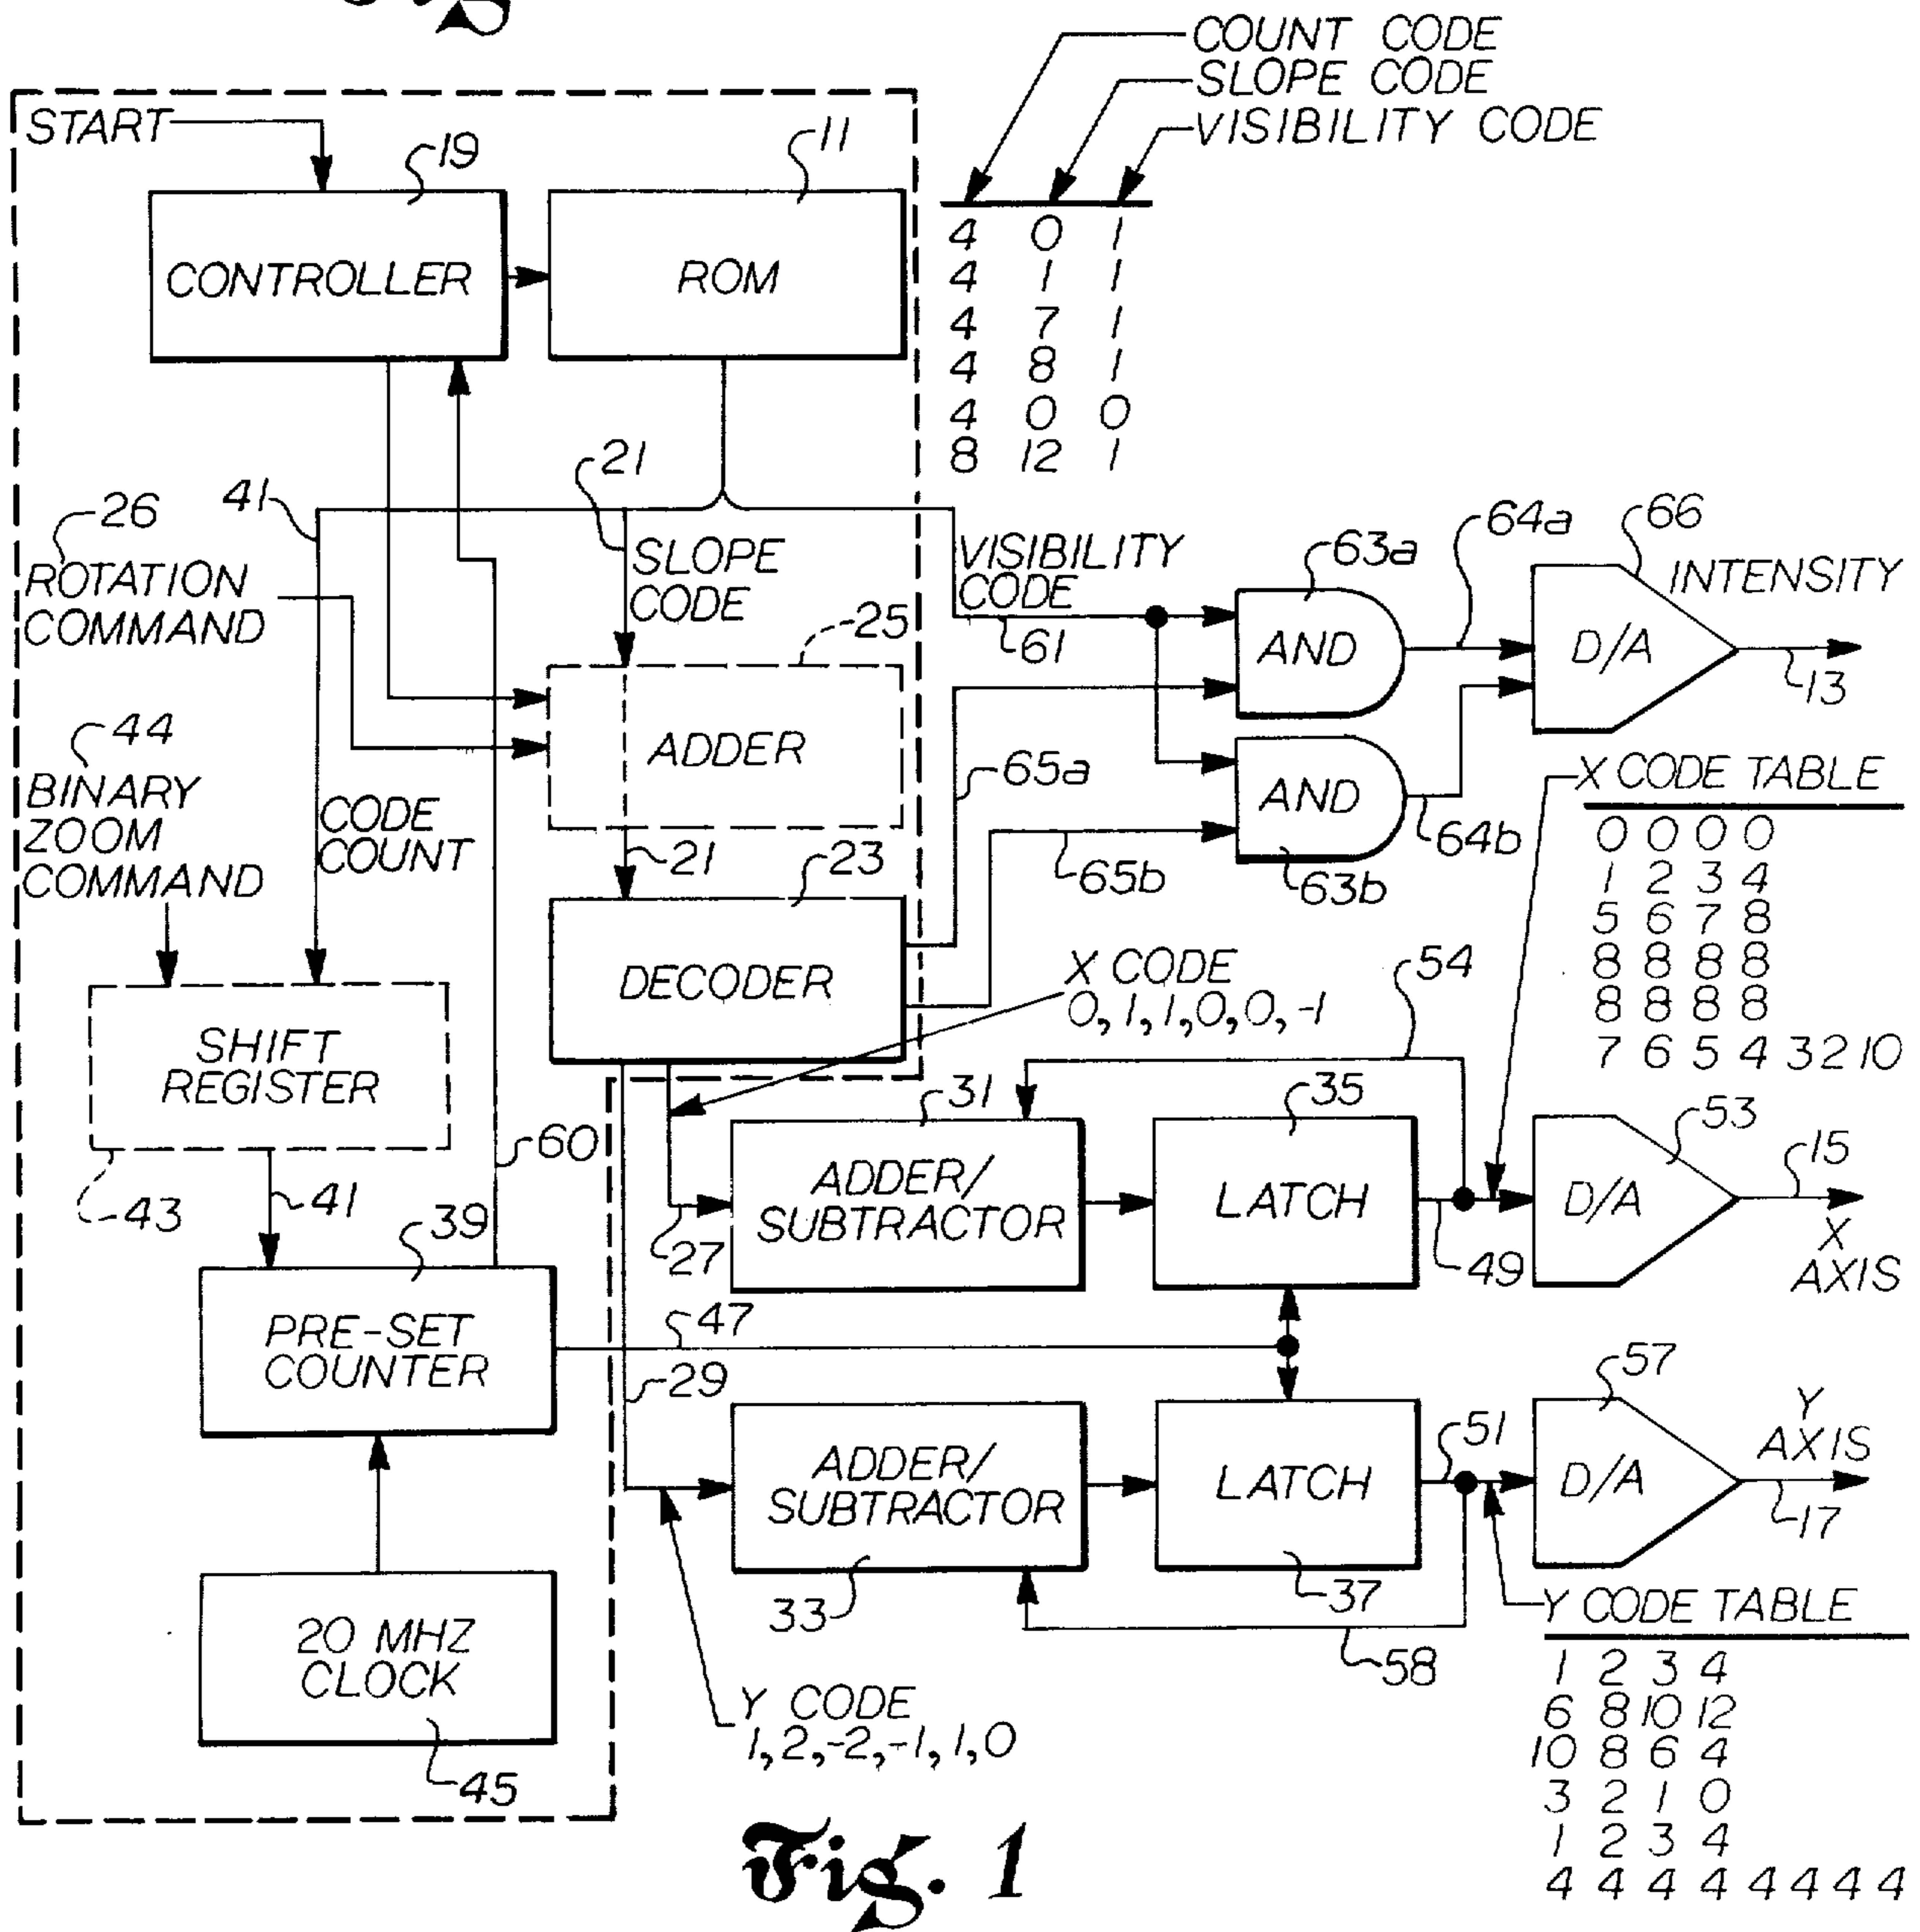 COUNT CODE
SLOPE CODE
VISIBILITY CODE
START
19
11
CONTROLLER
ROM
4 0 1
4 1 1
4 7 1
4 8 1
4 0 0
8 12 1
26
ROTATION
COMMAND
41
21
SLOPE
CODE
VISIBILITY
CODE
61
63a
64a
66
INTENSITY
AND
D/A
13
25
ADDER
65a
AND
64b
63b
65b
44
BINARY
ZOOM
COMMAND
CODE
COUNT
21
23
DECODER
X CODE
0, 1, 1, 0, 0, -1
54
X CODE TABLE
0 0 0 0
1 2 3 4
5 6 7 8
8 8 8 8
8 8 8 8
7 6 5 4 3 2 1 0
SHIFT
REGISTER
43
41
60
31
35
53
15
ADDER/
SUBTRACTOR
LATCH
D/A
27
49
X
AXIS
39
PRE-SET
COUNTER
47
29
57
Y
AXIS
51
ADDER/
SUBTRACTOR
LATCH
D/A
17
33
37
58
20 MHZ
CLOCK
45
Y CODE
1, 2, -2, -1, 1, 0
Y CODE TABLE
1 2 3 4
6 8 10 12
10 8 6 4
3 2 1 0
1 2 3 4
4 4 4 4 4 4 4 4
Fig. 1